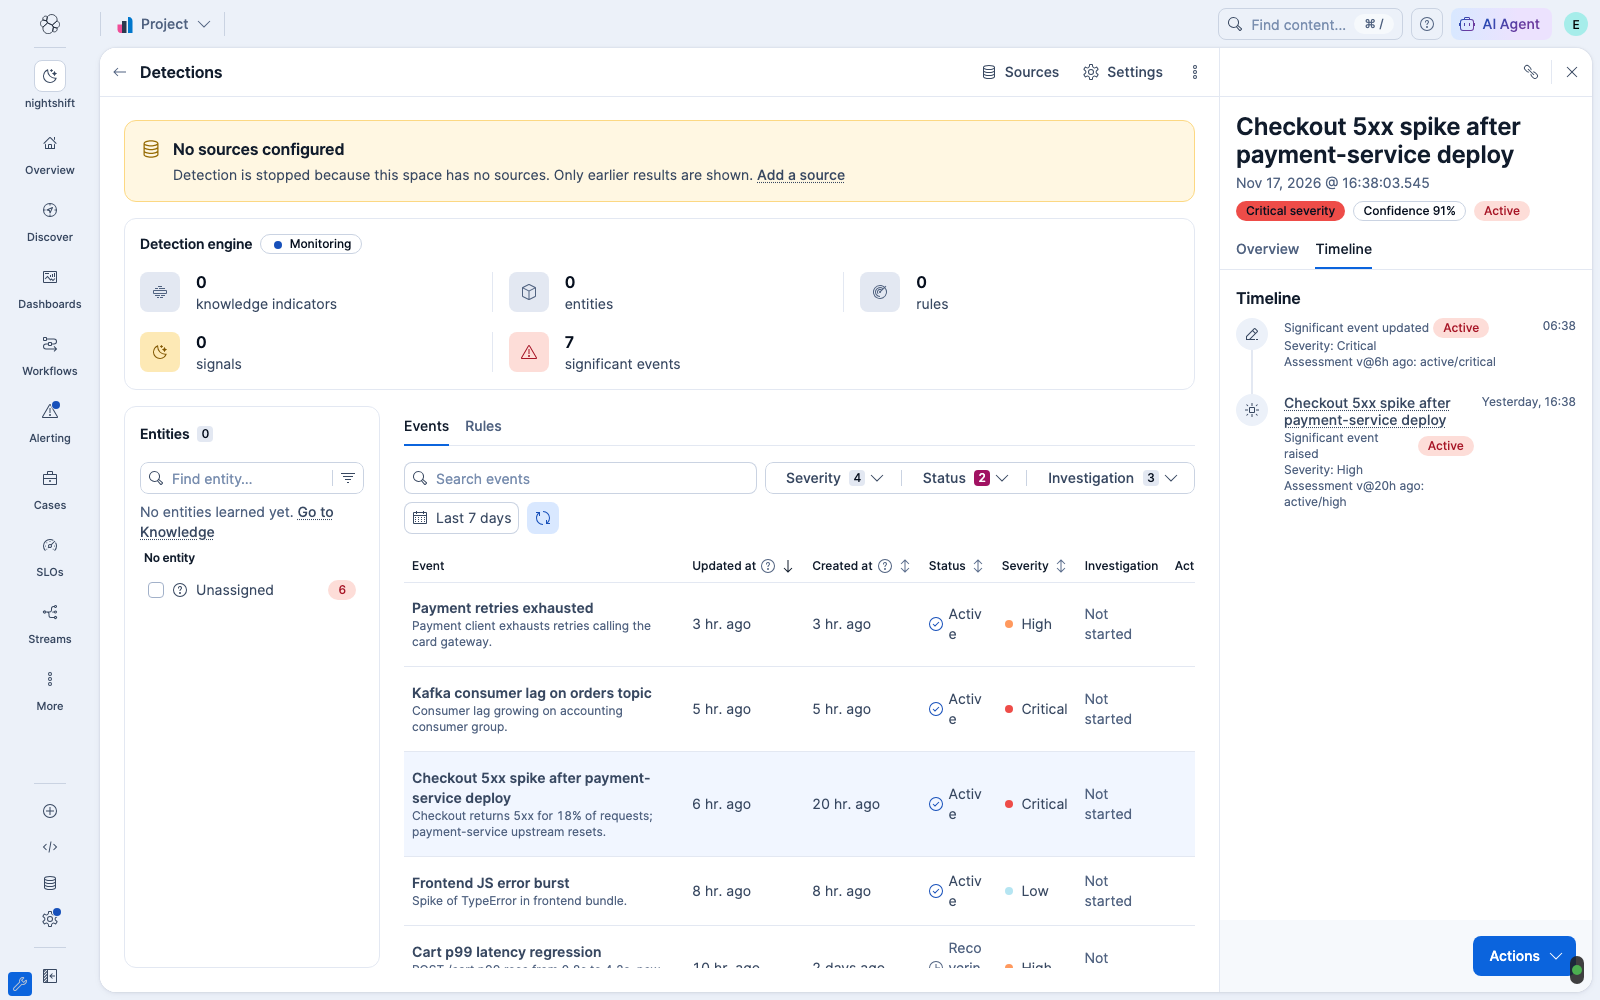 Project
Find content...
⌘ /
AI Agent
E
nightshift
Overview
Discover
Dashboards
Workflows
Alerting
Cases
SLOs
Streams
More
Detections
Sources
Settings
No sources configured
Detection is stopped because this space has no sources. Only earlier results are shown. Add a source
Detection engine
Monitoring
0
knowledge indicators
0
entities
0
rules
0
signals
7
significant events
Entities 0
Find entity...
No entities learned yet. Go to
Knowledge
No entity
Unassigned
6
Events
Rules
Search events
Severity 4
Status 2
Investigation 3
Last 7 days
Event
Updated at
Created at
Status
Severity
Investigation
Act
Payment retries exhausted
Payment client exhausts retries calling the
card gateway.
3 hr. ago
3 hr. ago
Activ
e
High
Not
started
Kafka consumer lag on orders topic
Consumer lag growing on accounting
consumer group.
5 hr. ago
5 hr. ago
Activ
e
Critical
Not
started
Checkout 5xx spike after payment-
service deploy
Checkout returns 5xx for 18% of requests;
payment-service upstream resets.
6 hr. ago
20 hr. ago
Activ
e
Critical
Not
started
Frontend JS error burst
Spike of TypeError in frontend bundle.
8 hr. ago
8 hr. ago
Activ
e
Low
Not
started
Cart p99 latency regression
10 hr. ago
2 days ago
Reco
verin
High
Not
Checkout 5xx spike after
payment-service deploy
Nov 17, 2026 @ 16:38:03.545
Critical severity
Confidence 91%
Active
Overview
Timeline
Timeline
Significant event updated Active
06:38
Severity: Critical
Assessment v@6h ago: active/critical
Checkout 5xx spike after
payment-service deploy
Yesterday, 16:38
Significant event
raised
Active
Severity: High
Assessment v@20h ago:
active/high
Actions